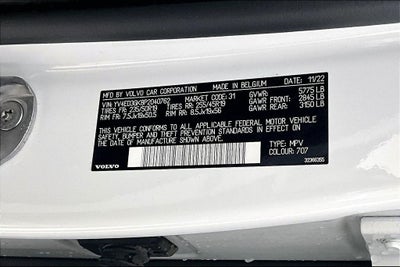 MFD BY VOLVO CAR CORPORATION MADE IN BELGIUM DATE: 11/22
VIN: YV4ED3GK8P2040762 MARKET CODE: 31 GVWR: 5775 LB
TIRES FR: 235/50R19 TIRES RR: 255/45R19 GAWR FRONT: 2845 LB
RIM FR: 7.5Jx19x50.5 RIM RR: 8.5Jx19x56 GAWR REAR: 3150 LB
THIS VEHICLE CONFORMS TO ALL APPLICABLE FEDERAL MOTOR VEHICLE
SAFETY, BUMPER AND THEFT PREVENTION STANDARDS IN EFFECT ON THE
DATE OF MANUFACTURE SHOWN ABOVE.
TYPE: MPV
COLOUR: 707
VOLVO 32366355